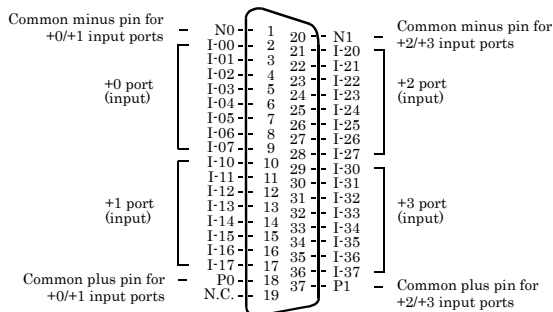 Common minus pin for
+0/+1 input ports
+0 port
(input)
+1 port
(input)
Common plus pin for
+0/+1 input ports
N0 1
I-00 2
I-01 3
I-02 4
I-03 5
I-04 6
I-05 7
I-06 8
I-07 9
I-10 10
I-11 11
I-12 12
I-13 13
I-14 14
I-15 15
I-16 16
I-17 17
P0 18
N.C. 19
20 N1
21 I-20
22 I-21
23 I-22
24 I-23
25 I-24
26 I-25
27 I-26
28 I-27
29 I-30
30 I-31
31 I-32
32 I-33
33 I-34
34 I-35
35 I-36
36 I-37
37 P1
Common minus pin for
+2/+3 input ports
+2 port
(input)
+3 port
(input)
Common plus pin for
+2/+3 input ports